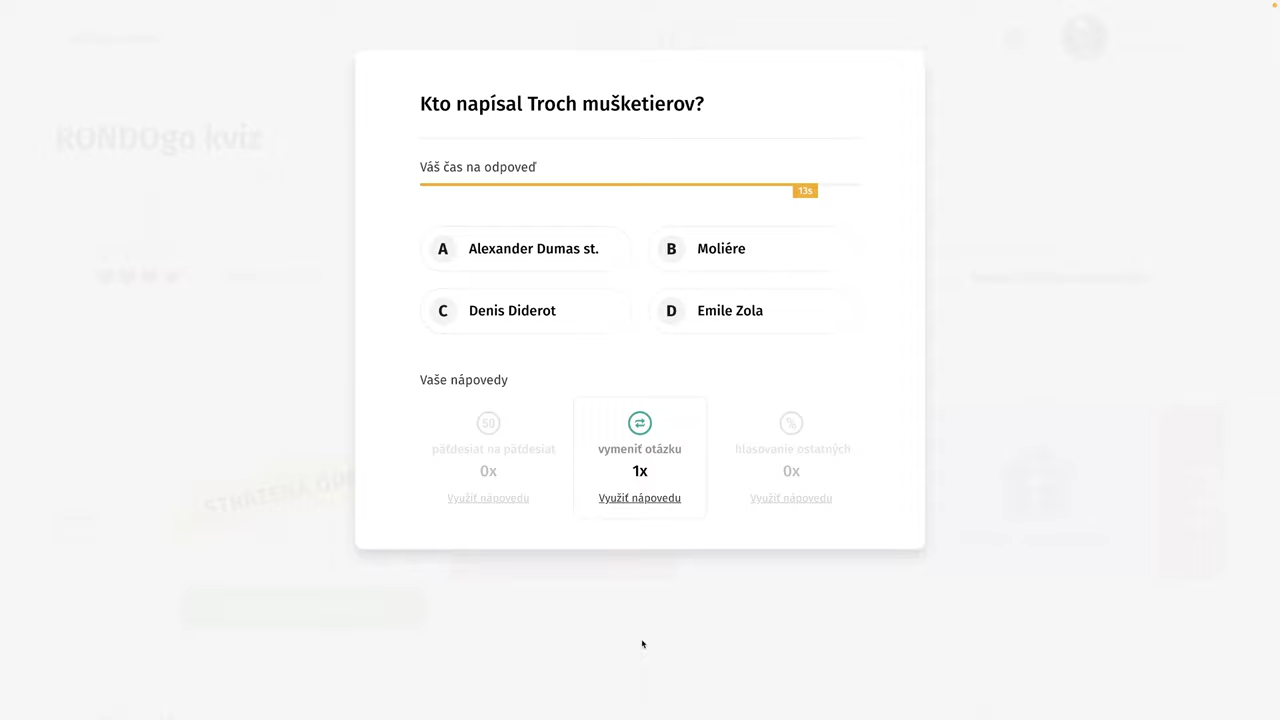 RONDOgo kvíz
Kto napísal Troch mušketierov?
Váš čas na odpoveď
13s
A Alexander Dumas st.
B Moliére
C Denis Diderot
D Emile Zola
Vaše nápovedy
50
%
päťdesiat na päťdesiat
vymeniť otázku
hlasovanie ostatných
0x
1x
0x
Využiť nápovedu
Využiť nápovedu
Využiť nápovedu